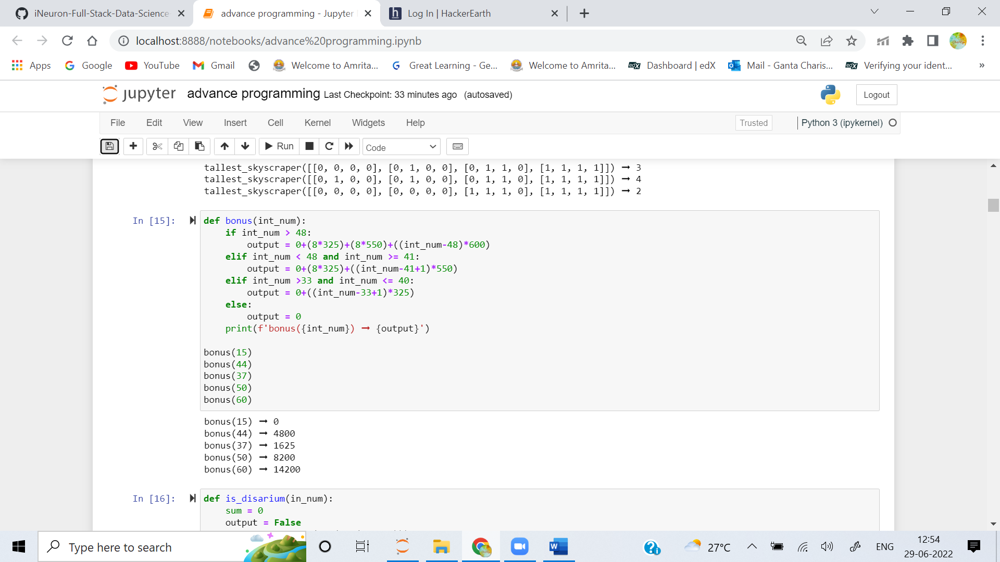 iNeuron-Full-Stack-Data-Science
advance programming - Jupyter
Log In | HackerEarth
localhost:8888/notebooks/advance%20programming.ipynb
Apps Google YouTube Gmail Welcome to Amrita... Great Learning - Ge... Welcome to Amrita... Dashboard | edX Mail - Ganta Charis... Verifying your ident... »
jupyter advance programming Last Checkpoint: 33 minutes ago (autosaved) Logout
File Edit View Insert Cell Kernel Widgets Help Trusted Python 3 (ipykernel)
Run Code
tallest_skyscraper([[0, 0, 0, 0], [0, 1, 0, 0], [0, 1, 1, 0], [1, 1, 1, 1]]) ➞ 3
tallest_skyscraper([[0, 1, 0, 0], [0, 1, 0, 0], [0, 1, 1, 0], [1, 1, 1, 1]]) ➞ 4
tallest_skyscraper([[0, 0, 0, 0], [0, 0, 0, 0], [1, 1, 1, 0], [1, 1, 1, 1]]) ➞ 2
In [15]: def bonus(int_num):
    if int_num > 48:
        output = 0+(8*325)+(8*550)+((int_num-48)*600)
    elif int_num < 48 and int_num >= 41:
        output = 0+(8*325)+((int_num-41+1)*550)
    elif int_num >33 and int_num <= 40:
        output = 0+((int_num-33+1)*325)
    else:
        output = 0
    print(f'bonus({int_num}) ➞ {output}')
bonus(15)
bonus(44)
bonus(37)
bonus(50)
bonus(60)
bonus(15) ➞ 0
bonus(44) ➞ 4800
bonus(37) ➞ 1625
bonus(50) ➞ 8200
bonus(60) ➞ 14200
In [16]: def is_disarium(in_num):
    sum = 0
    output = False
Type here to search
27°C ENG 12:54
29-06-2022